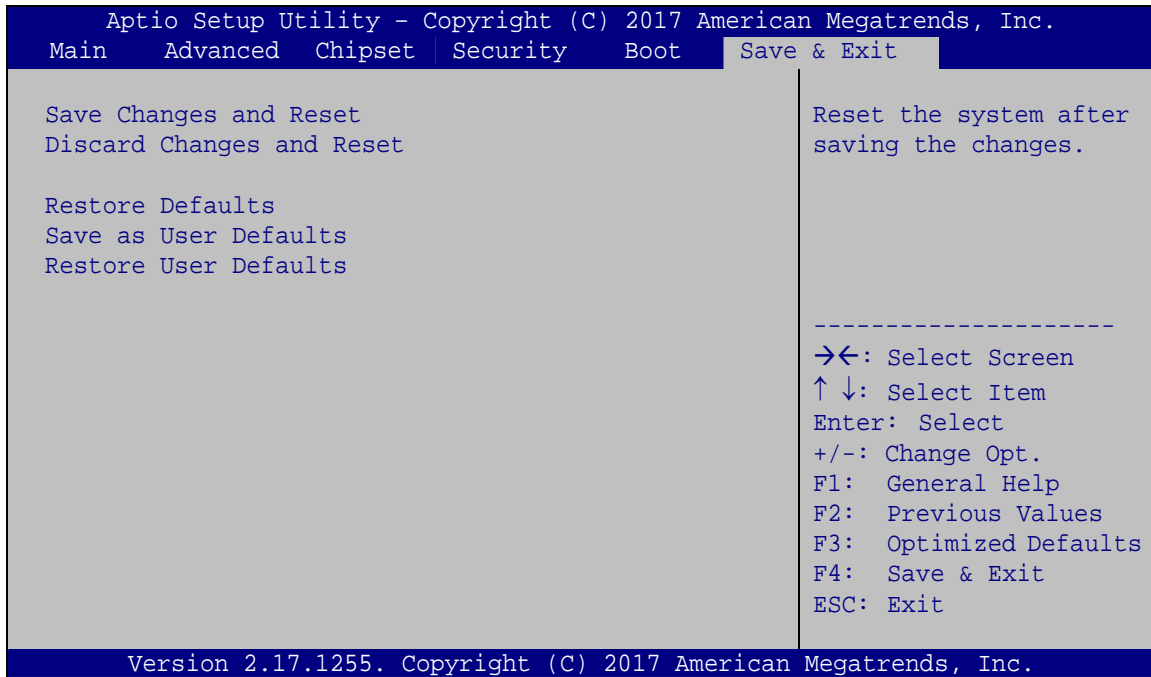 Aptio Setup Utility – Copyright (C) 2017 American Megatrends, Inc.
Main Advanced Chipset Security Boot Save & Exit
Save Changes and Reset
Discard Changes and Reset
Restore Defaults
Save as User Defaults
Restore User Defaults
Reset the system after
saving the changes.
---------------------
→←: Select Screen
↑ ↓: Select Item
Enter: Select
+/-: Change Opt.
F1: General Help
F2: Previous Values
F3: Optimized Defaults
F4: Save & Exit
ESC: Exit
Version 2.17.1255. Copyright (C) 2017 American Megatrends, Inc.